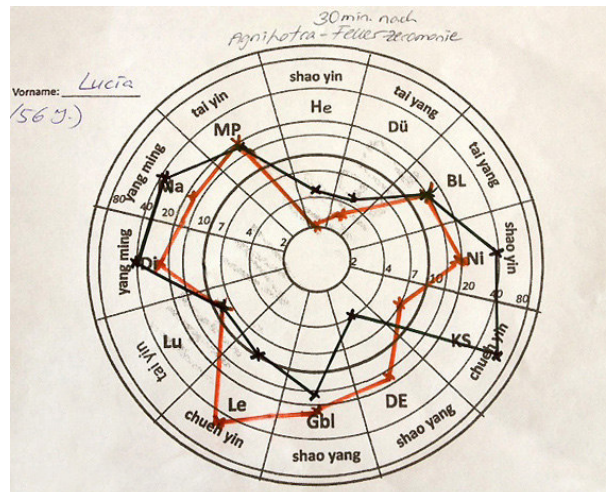 30 min. nach
Agnihotra-Feuerzeromonie
Vorname: Lucia
(56 J.)
shao yin
He
tai yang
Dü
tai yang
BL
shao yin
Ni
chueh yin
KS
shao yang
DE
shao yang
Gbl
chueh yin
Le
tai yin
Lu
yang ming
Di
yang ming
Ma
tai yin
MP
80 40 20 10 7 4 2
2 4 7 10 20 40 80